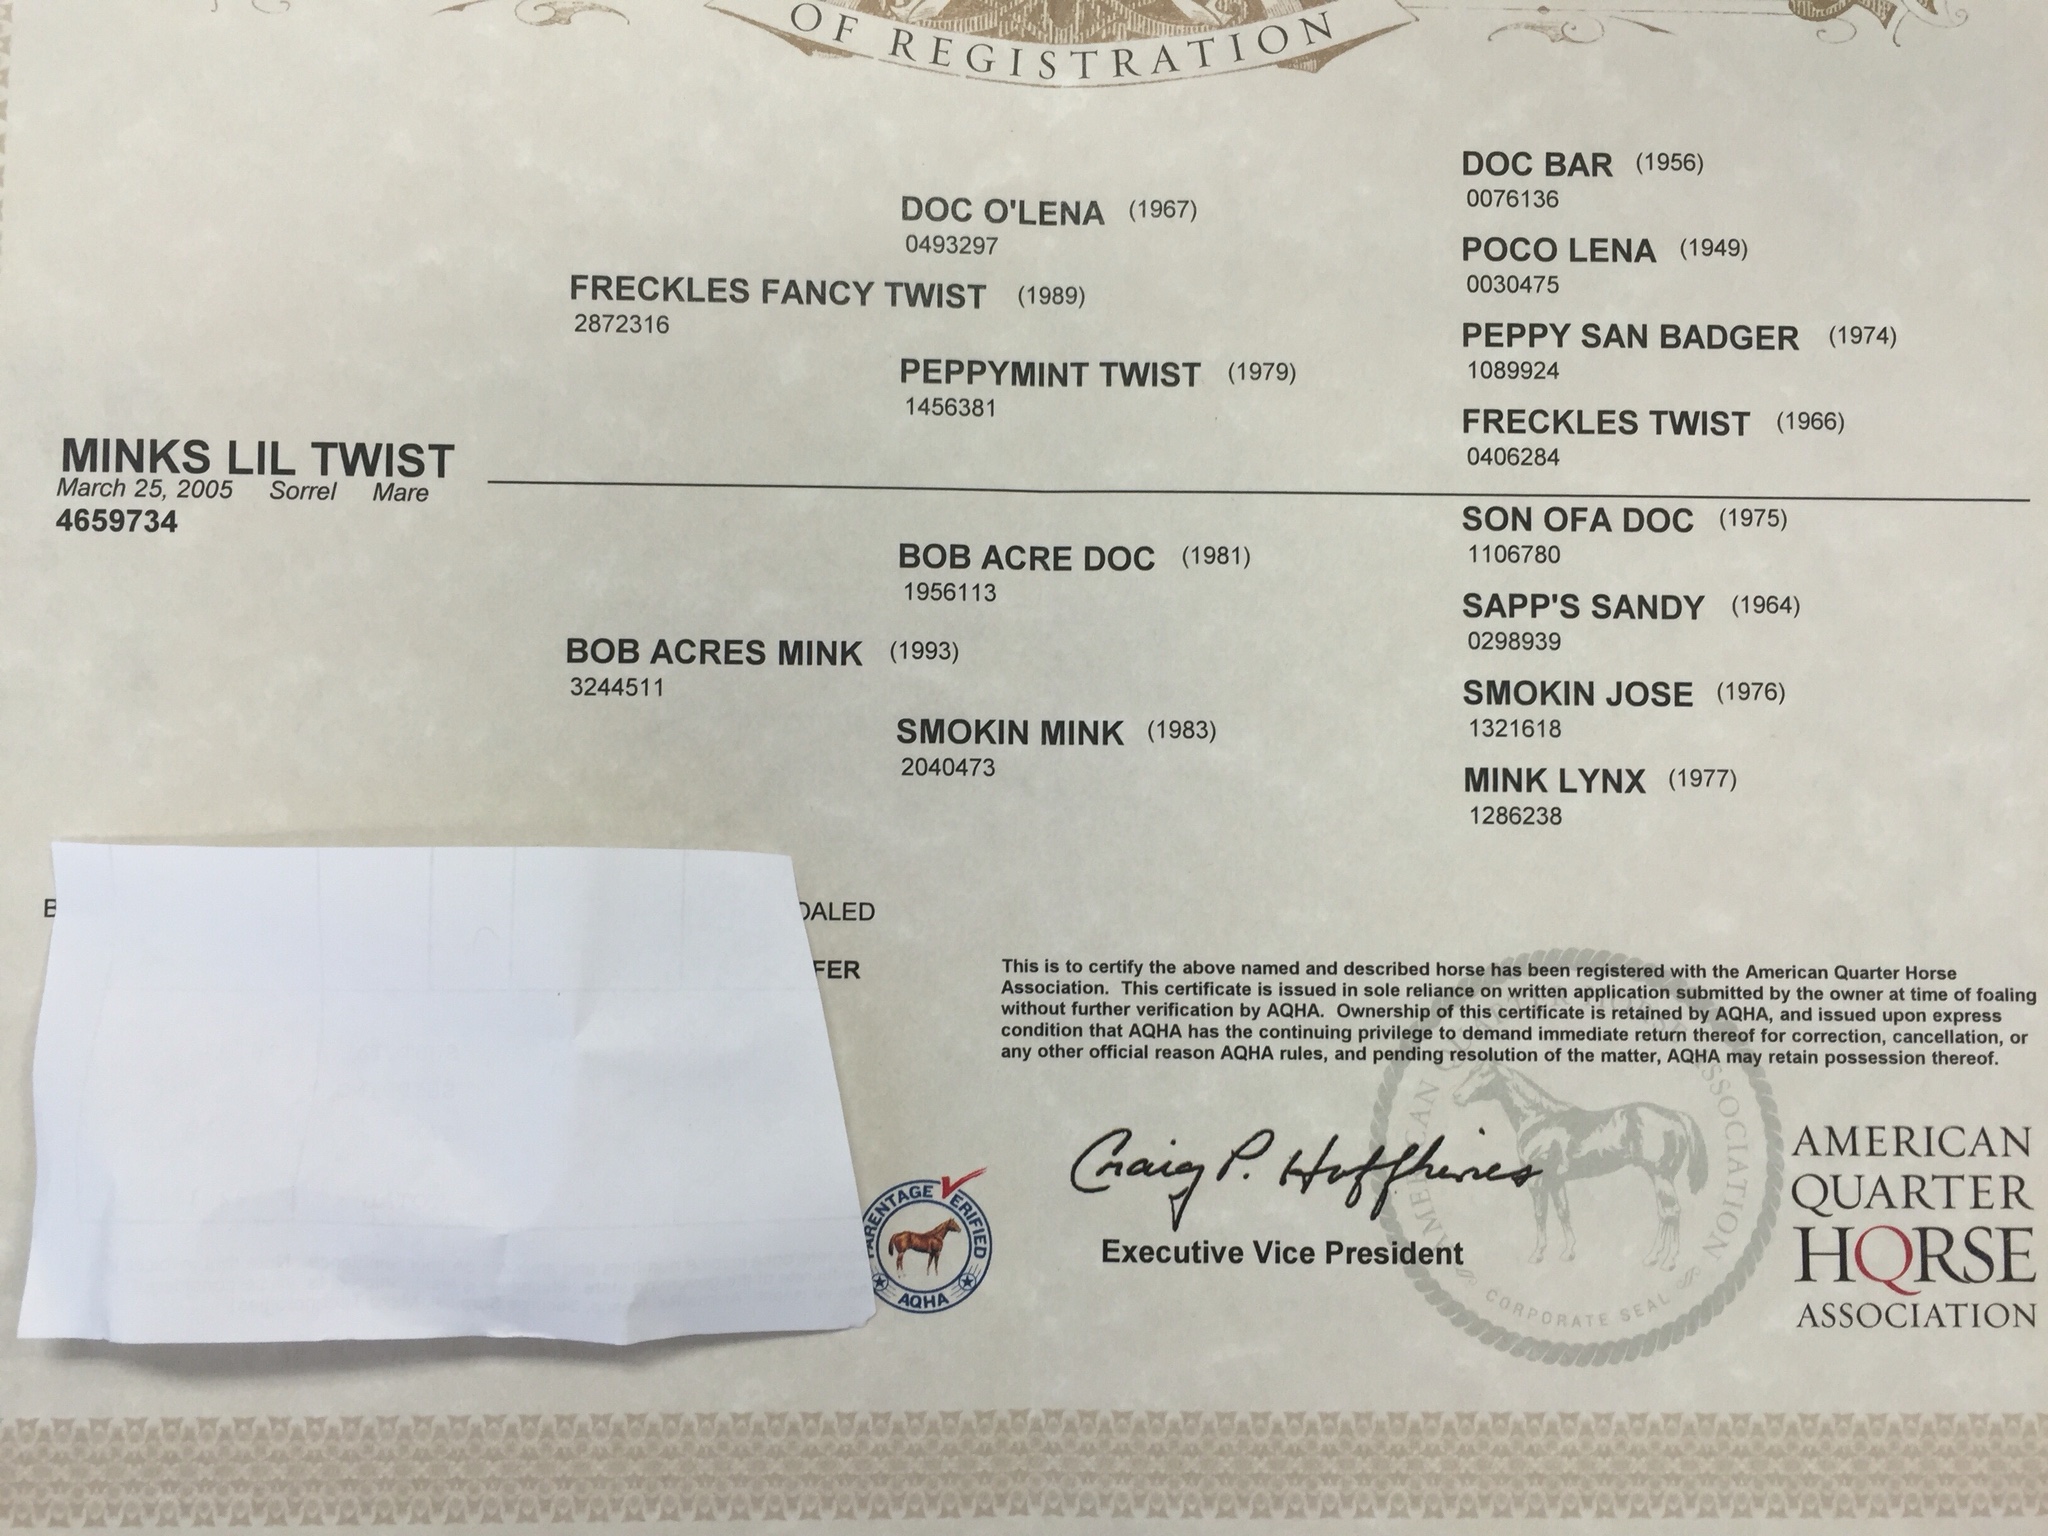 OF REGISTRATION
DOC BAR (1956)
0076136
DOC O'LENA (1967)
0493297
POCO LENA (1949)
0030475
FRECKLES FANCY TWIST (1989)
2872316
PEPPY SAN BADGER (1974)
1089924
PEPPYMINT TWIST (1979)
1456381
FRECKLES TWIST (1966)
0406284
MINKS LIL TWIST
March 25, 2005 Sorrel Mare
4659734
SON OFA DOC (1975)
1106780
BOB ACRE DOC (1981)
1956113
SAPP'S SANDY (1964)
0298939
BOB ACRES MINK (1993)
3244511
SMOKIN JOSE (1976)
1321618
SMOKIN MINK (1983)
2040473
MINK LYNX (1977)
1286238
This is to certify the above named and described horse has been registered with the American Quarter Horse
Association. This certificate is issued in sole reliance on written application submitted by the owner at time of foaling
without further verification by AQHA. Ownership of this certificate is retained by AQHA, and issued upon express
condition that AQHA has the continuing privilege to demand immediate return thereof for correction, cancellation, or
any other official reason AQHA rules, and pending resolution of the matter, AQHA may retain possession thereof.
Craig P. Huffhines
Executive Vice President
PARENTAGE VERIFIED
AQHA
AMERICAN QUARTER HORSE ASSOCIATION
CORPORATE SEAL
AMERICAN
QUARTER
HORSE
ASSOCIATION